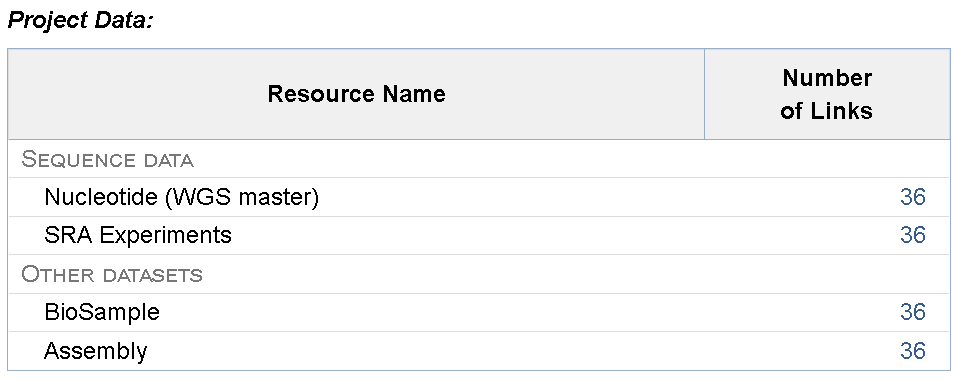 Project Data:
Resource Name
Number
of Links
SEQUENCE DATA
Nucleotide (WGS master) 36
SRA Experiments 36
OTHER DATASETS
BioSample 36
Assembly 36